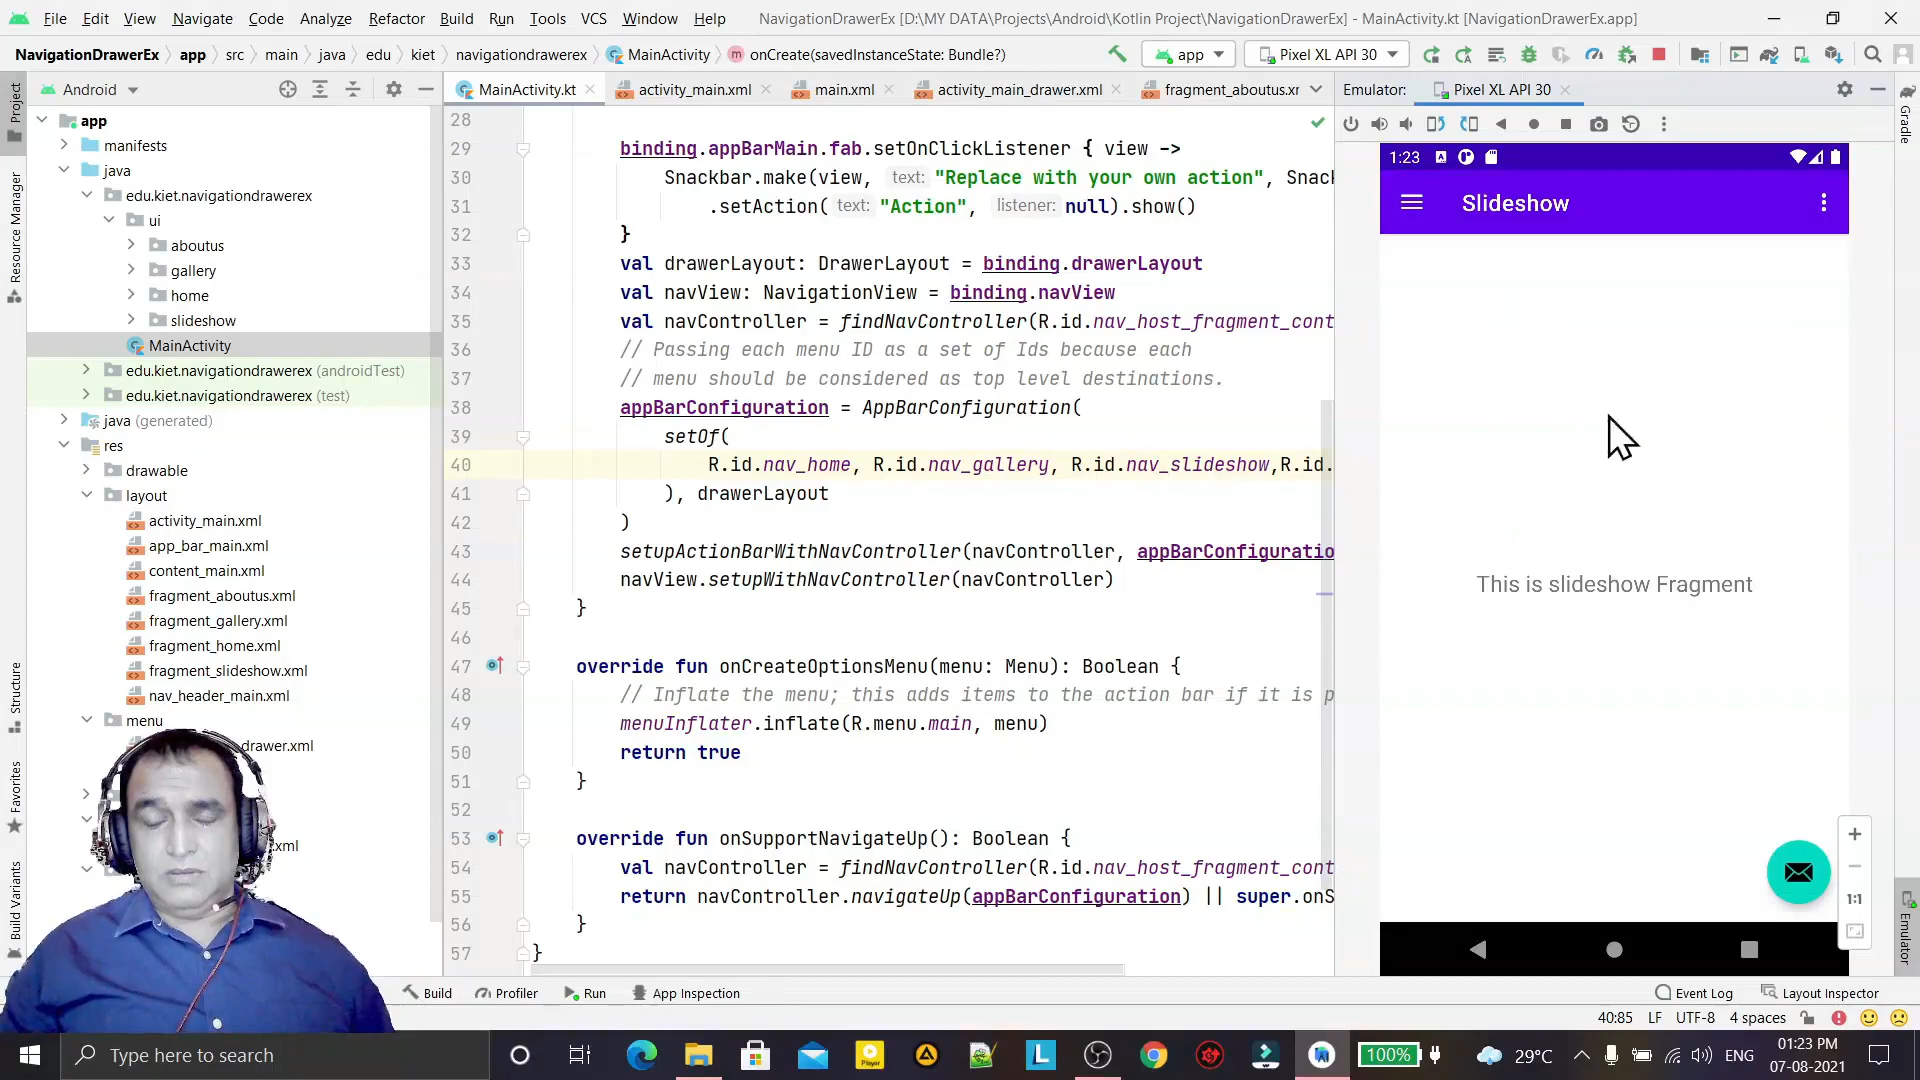 File Edit View Navigate Code Analyze Refactor Build Run Tools VCS Window Help NavigationDrawerEx [D:\MY DATA\Projects\Android\Kotlin Project\NavigationDrawerEx] - MainActivity.kt [NavigationDrawerEx.app]
NavigationDrawerEx app src main java edu kiet navigationdrawerex MainActivity onCreate(savedInstanceState: Bundle?) app Pixel XL API 30
Android MainActivity.kt activity_main.xml main.xml activity_main_drawer.xml fragment_aboutus.xr Emulator: Pixel XL API 30
Project
Resource Manager
Structure
Favorites
Build Variants
app
manifests
java
edu.kiet.navigationdrawerex
ui
aboutus
gallery
home
slideshow
MainActivity
edu.kiet.navigationdrawerex (androidTest)
edu.kiet.navigationdrawerex (test)
java (generated)
res
drawable
layout
activity_main.xml
app_bar_main.xml
content_main.xml
fragment_aboutus.xml
fragment_gallery.xml
fragment_home.xml
fragment_slideshow.xml
nav_header_main.xml
menu
drawer.xml
.xml
28
29 binding.appBarMain.fab.setOnClickListener { view ->
30 Snackbar.make(view, text: "Replace with your own action", Snack
31 .setAction( text: "Action", listener: null).show()
32 }
33 val drawerLayout: DrawerLayout = binding.drawerLayout
34 val navView: NavigationView = binding.navView
35 val navController = findNavController(R.id.nav_host_fragment_cont
36 // Passing each menu ID as a set of Ids because each
37 // menu should be considered as top level destinations.
38 appBarConfiguration = AppBarConfiguration(
39 setOf(
40 R.id.nav_home, R.id.nav_gallery, R.id.nav_slideshow,R.id.
41 ), drawerLayout
42 )
43 setupActionBarWithNavController(navController, appBarConfiguratio
44 navView.setupWithNavController(navController)
45 }
46
47 override fun onCreateOptionsMenu(menu: Menu): Boolean {
48 // Inflate the menu; this adds items to the action bar if it is p
49 menuInflater.inflate(R.menu.main, menu)
50 return true
51 }
52
53 override fun onSupportNavigateUp(): Boolean {
54 val navController = findNavController(R.id.nav_host_fragment_cont
55 return navController.navigateUp(appBarConfiguration) || super.onS
56 }
57 }
1:23
Slideshow
This is slideshow Fragment
1:1
Gradle
Emulator
Build Profiler Run App Inspection Event Log Layout Inspector
40:85 LF UTF-8 4 spaces
Type here to search Player L 100% 29°C ENG 01:23 PM
07-08-2021